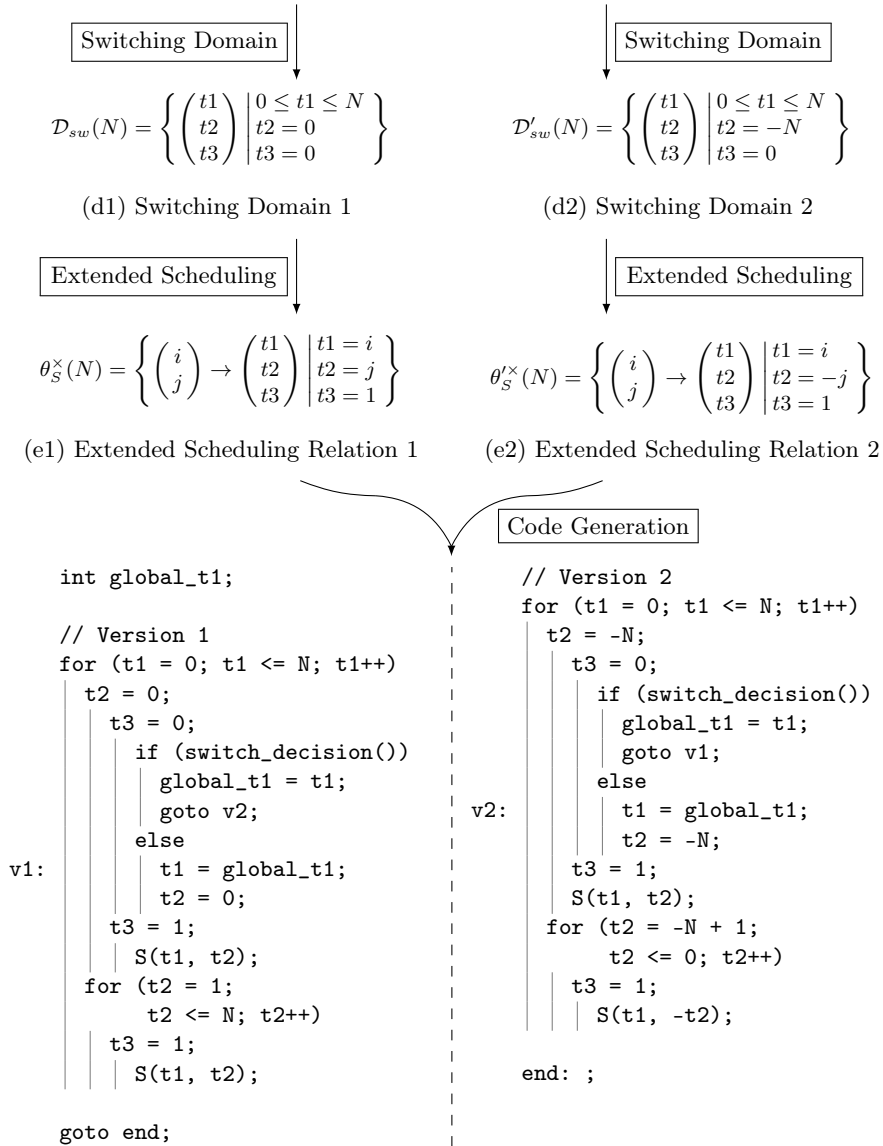 Switching Domain
𝒟sw(N) = { (t1 t2 t3) | 0 ≤ t1 ≤ N
t2 = 0
t3 = 0 }
(d1) Switching Domain 1
Switching Domain
𝒟′sw(N) = { (t1 t2 t3) | 0 ≤ t1 ≤ N
t2 = −N
t3 = 0 }
(d2) Switching Domain 2
Extended Scheduling
θ×S(N) = { (i j) → (t1 t2 t3) | t1 = i
t2 = j
t3 = 1 }
(e1) Extended Scheduling Relation 1
Extended Scheduling
θ′×S(N) = { (i j) → (t1 t2 t3) | t1 = i
t2 = −j
t3 = 1 }
(e2) Extended Scheduling Relation 2
Code Generation
int global_t1;
// Version 1
for (t1 = 0; t1 <= N; t1++)
t2 = 0;
t3 = 0;
if (switch_decision())
global_t1 = t1;
goto v2;
else
v1: t1 = global_t1;
t2 = 0;
t3 = 1;
S(t1, t2);
for (t2 = 1;
t2 <= N; t2++)
t3 = 1;
S(t1, t2);
goto end;
// Version 2
for (t1 = 0; t1 <= N; t1++)
t2 = -N;
t3 = 0;
if (switch_decision())
global_t1 = t1;
goto v1;
else
v2: t1 = global_t1;
t2 = -N;
t3 = 1;
S(t1, t2);
for (t2 = -N + 1;
t2 <= 0; t2++)
t3 = 1;
S(t1, -t2);
end: ;